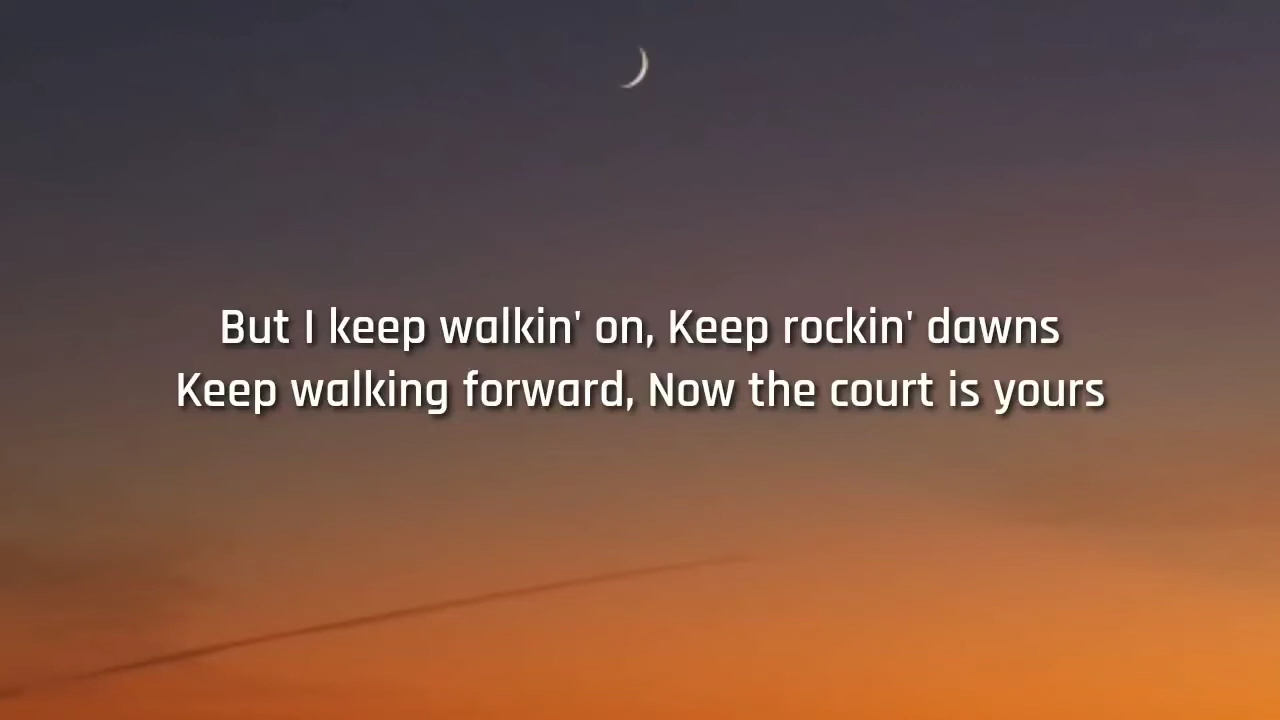 But I keep walkin' on, Keep rockin' dawns
Keep walking forward, Now the court is yours